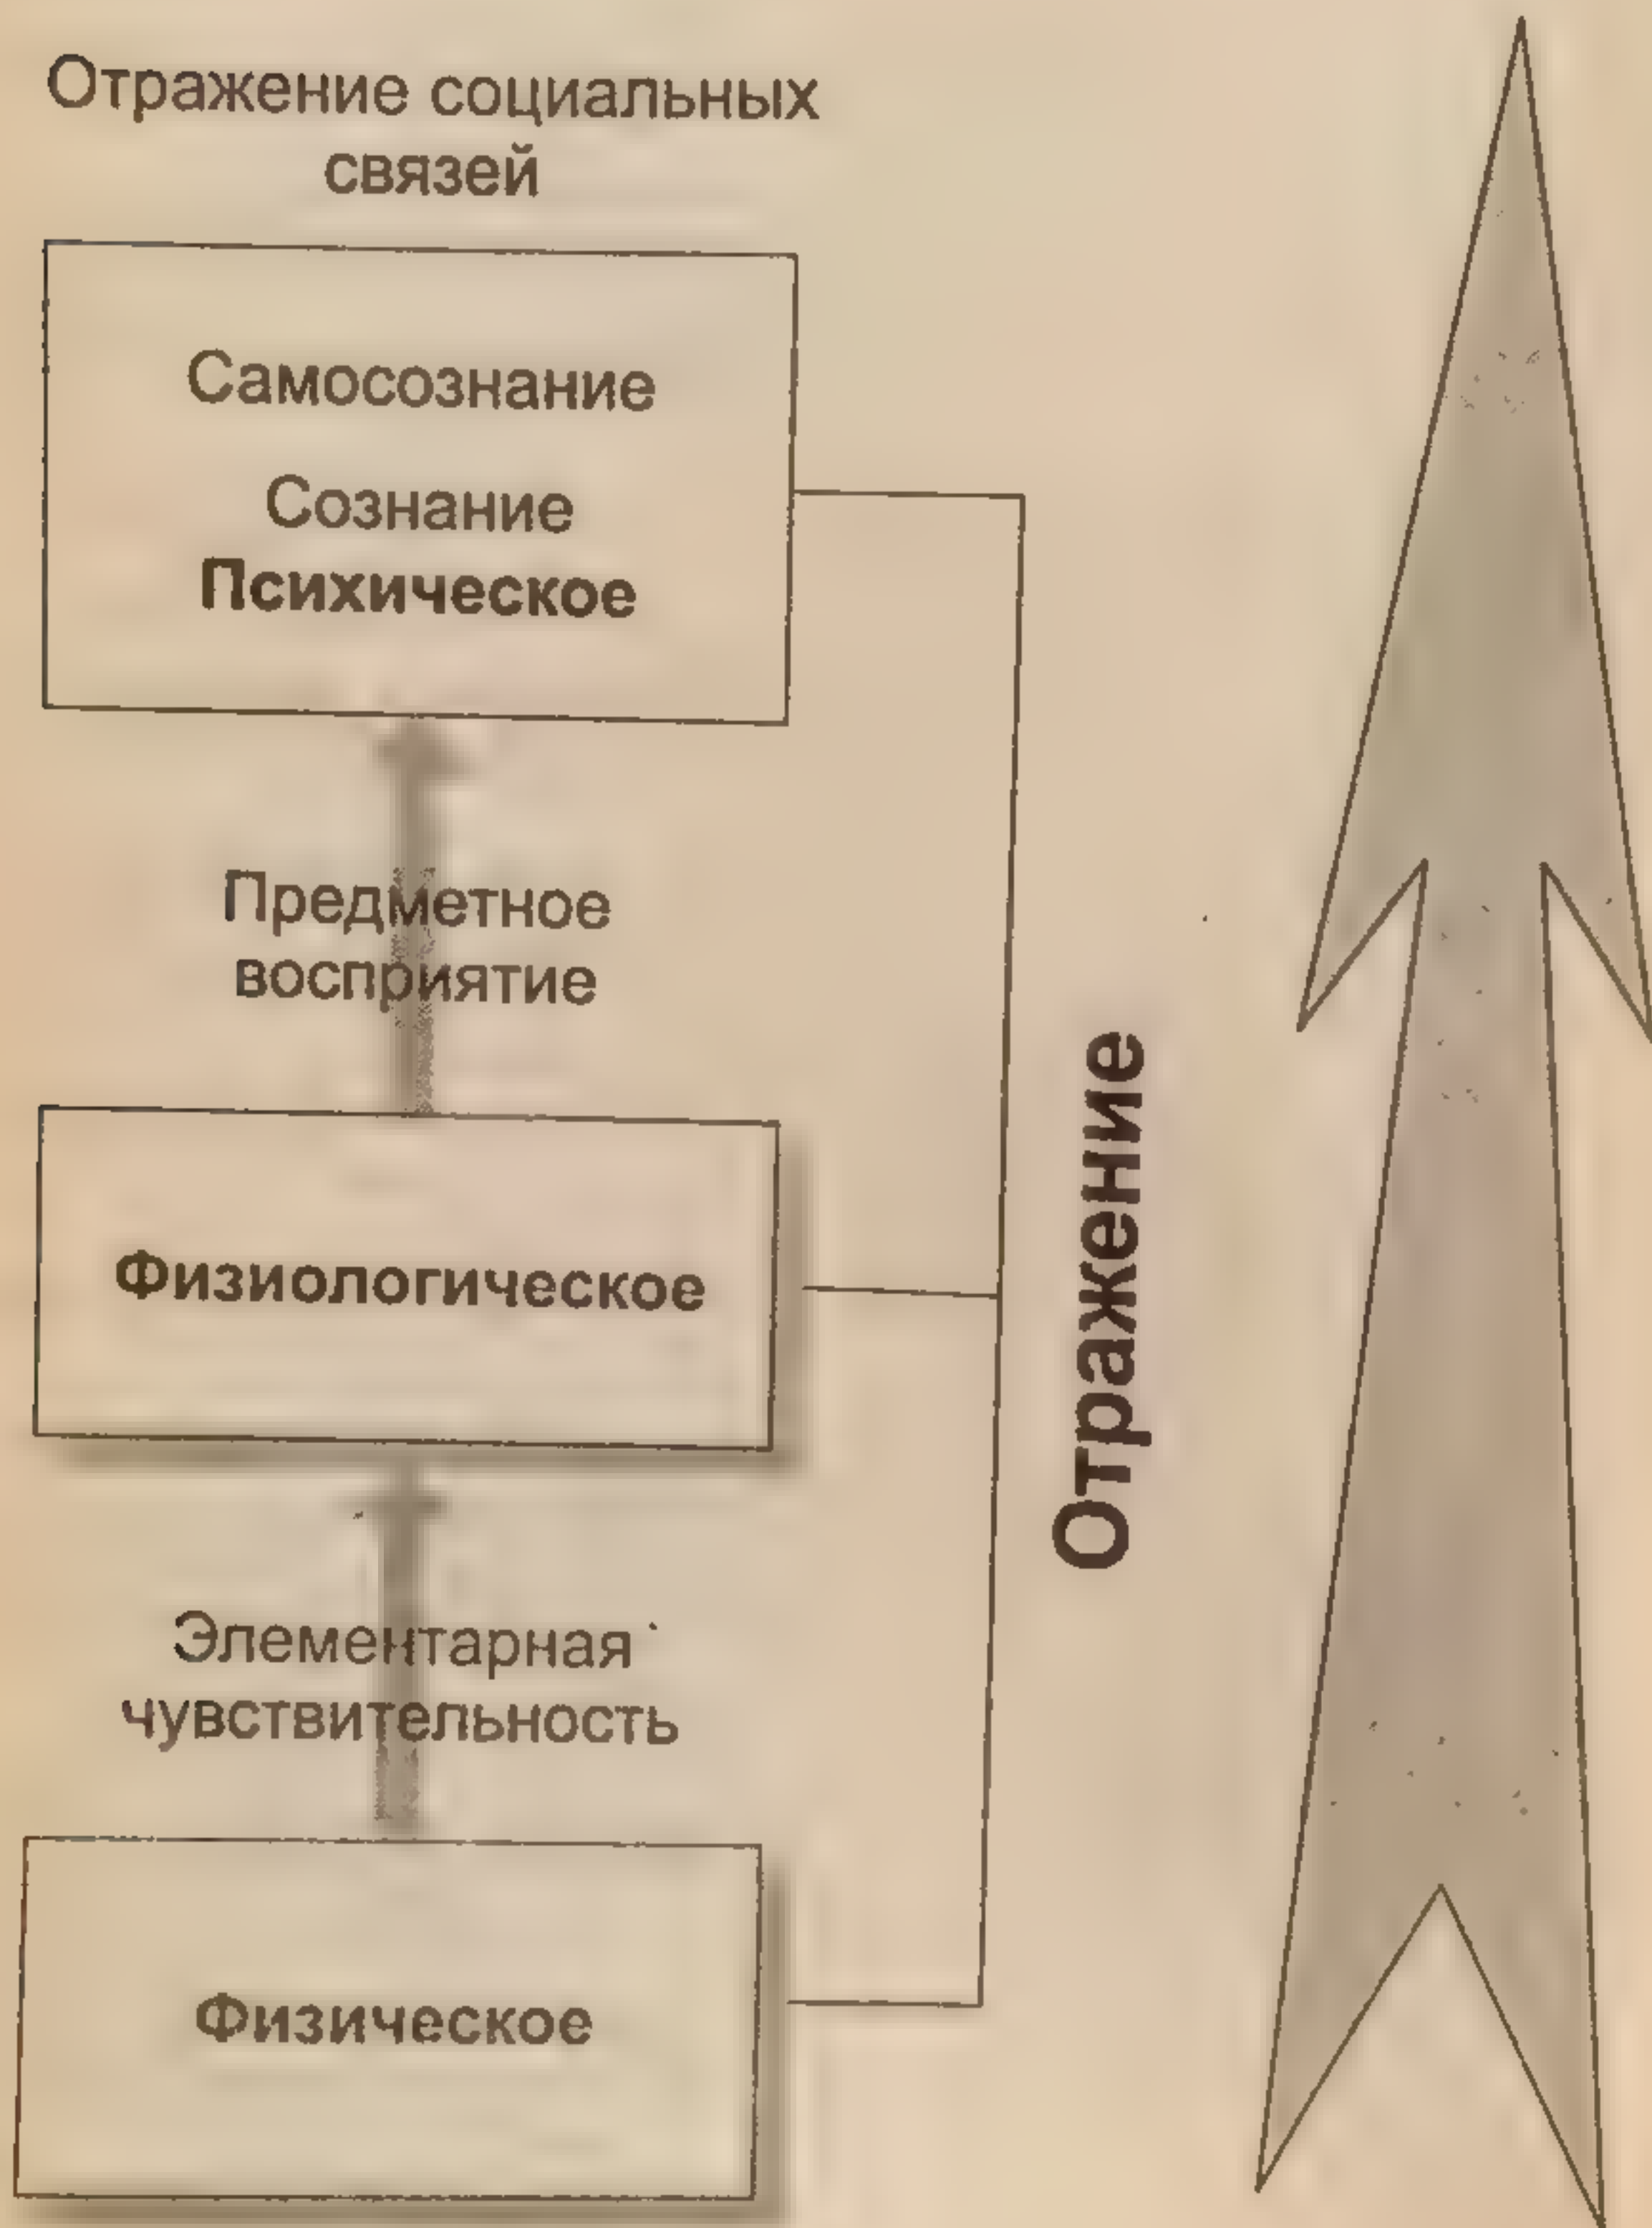 Отражение социальных
связей
Самосознание
Сознание
Психическое
Предметное
восприятие
Физиологическое
Отражение
Элементарная
чувствительность
Физическое